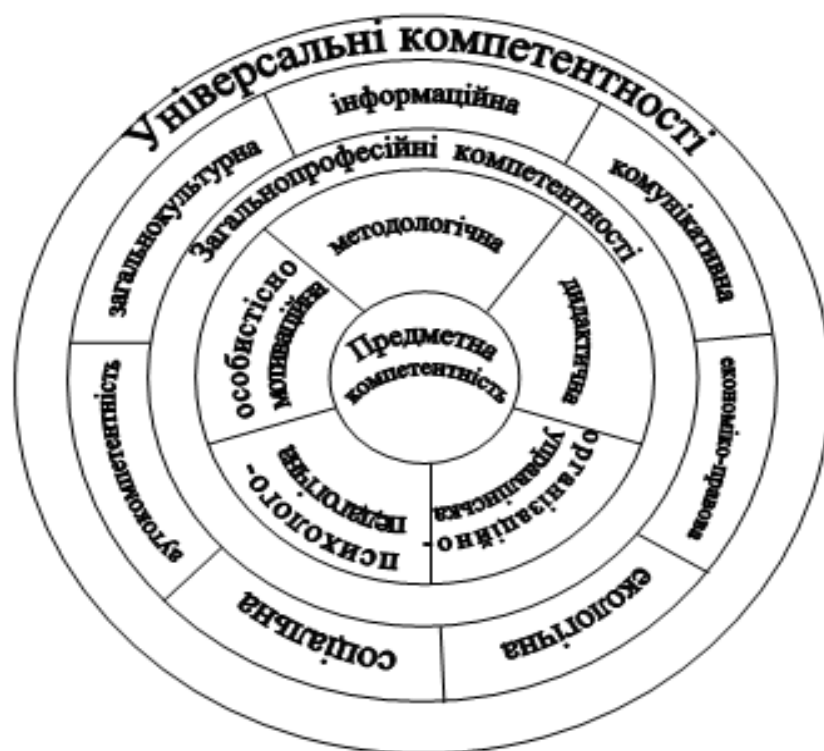 Універсальні компетентності
інформаційна
комунікативна
економіко-правова
екологічна
соціальна
аутокомпетентність
загальнокультурна
Загальнопрофесійні компетентності
методологічна
дидактична
організаційно-
управлінська
психолого-
педагогічна
особистісно
мотиваційна
Предметна
компетентність